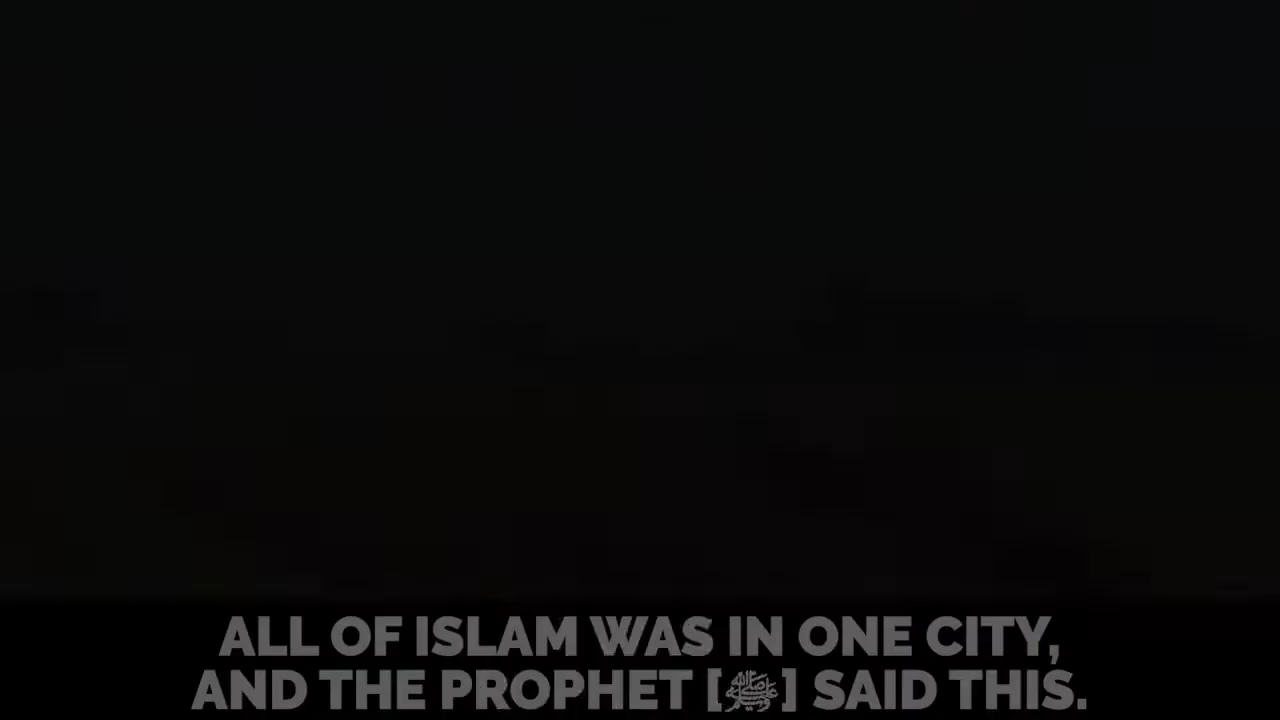 ALL OF ISLAM WAS IN ONE CITY,
AND THE PROPHET [ﷺ] SAID THIS.